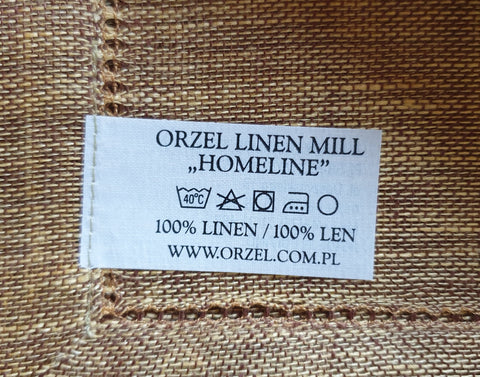 ORZEL LINEN MILL
„HOMELINE”
40°C
100% LINEN / 100% LEN
WWW.ORZEL.COM.PL